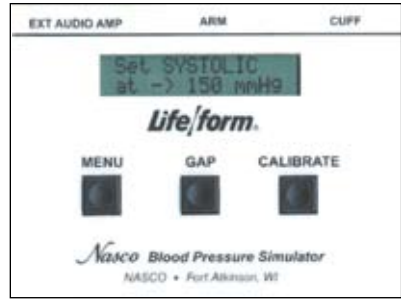 EXT AUDIO AMP ARM CUFF
Set SYSTOLIC
at -> 150 mmHg
Life/form®
MENU GAP CALIBRATE
Nasco Blood Pressure Simulator
NASCO • Fort Atkinson, WI